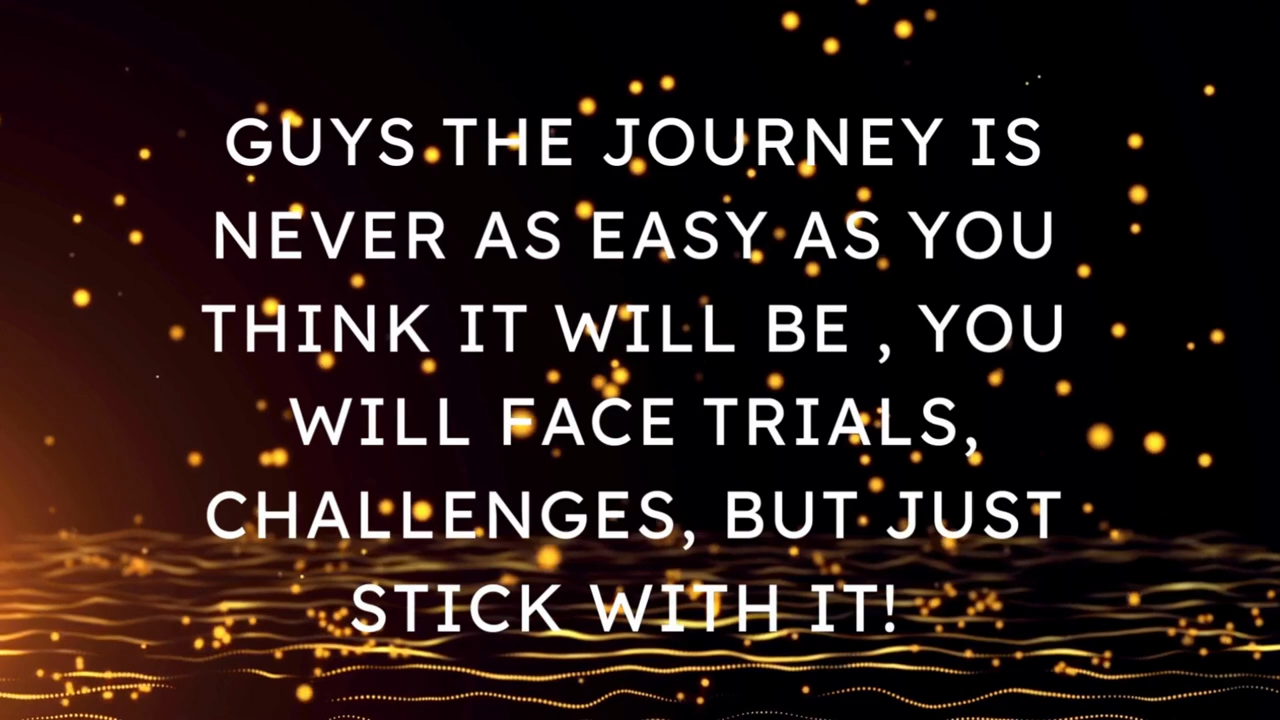 GUYS THE JOURNEY IS
NEVER AS EASY AS YOU
THINK IT WILL BE , YOU
WILL FACE TRIALS,
CHALLENGES, BUT JUST
STICK WITH IT!